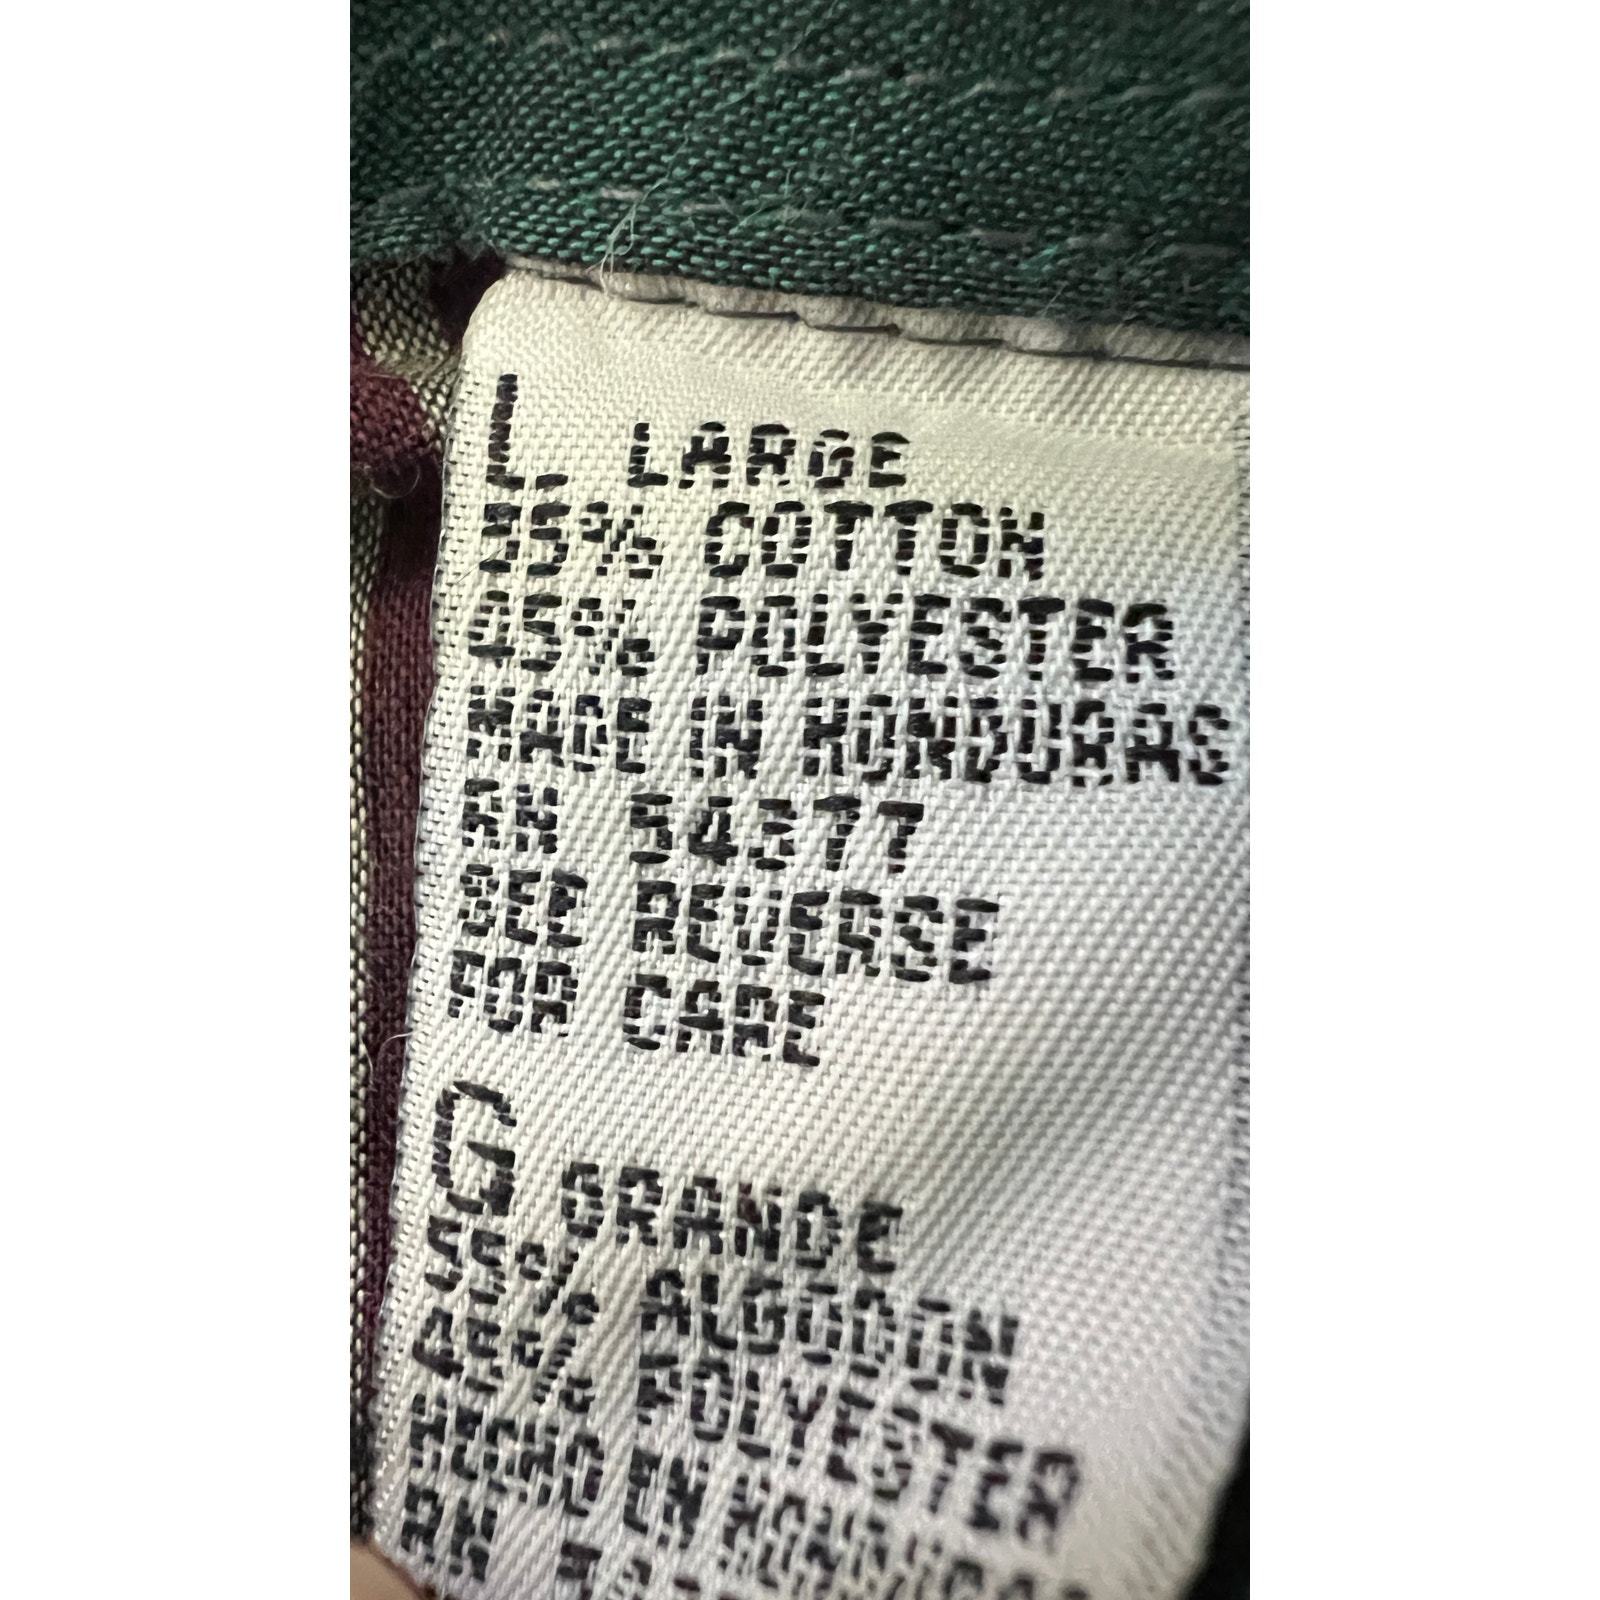 L LARGE
55% COTTON
45% POLYESTER
MADE IN HONDURAS
RN 54377
SEE REVERSE
FOR CARE
G GRANDE
55% ALGODON
45% POLYESTER
HECHO EN HONDURAS
RN